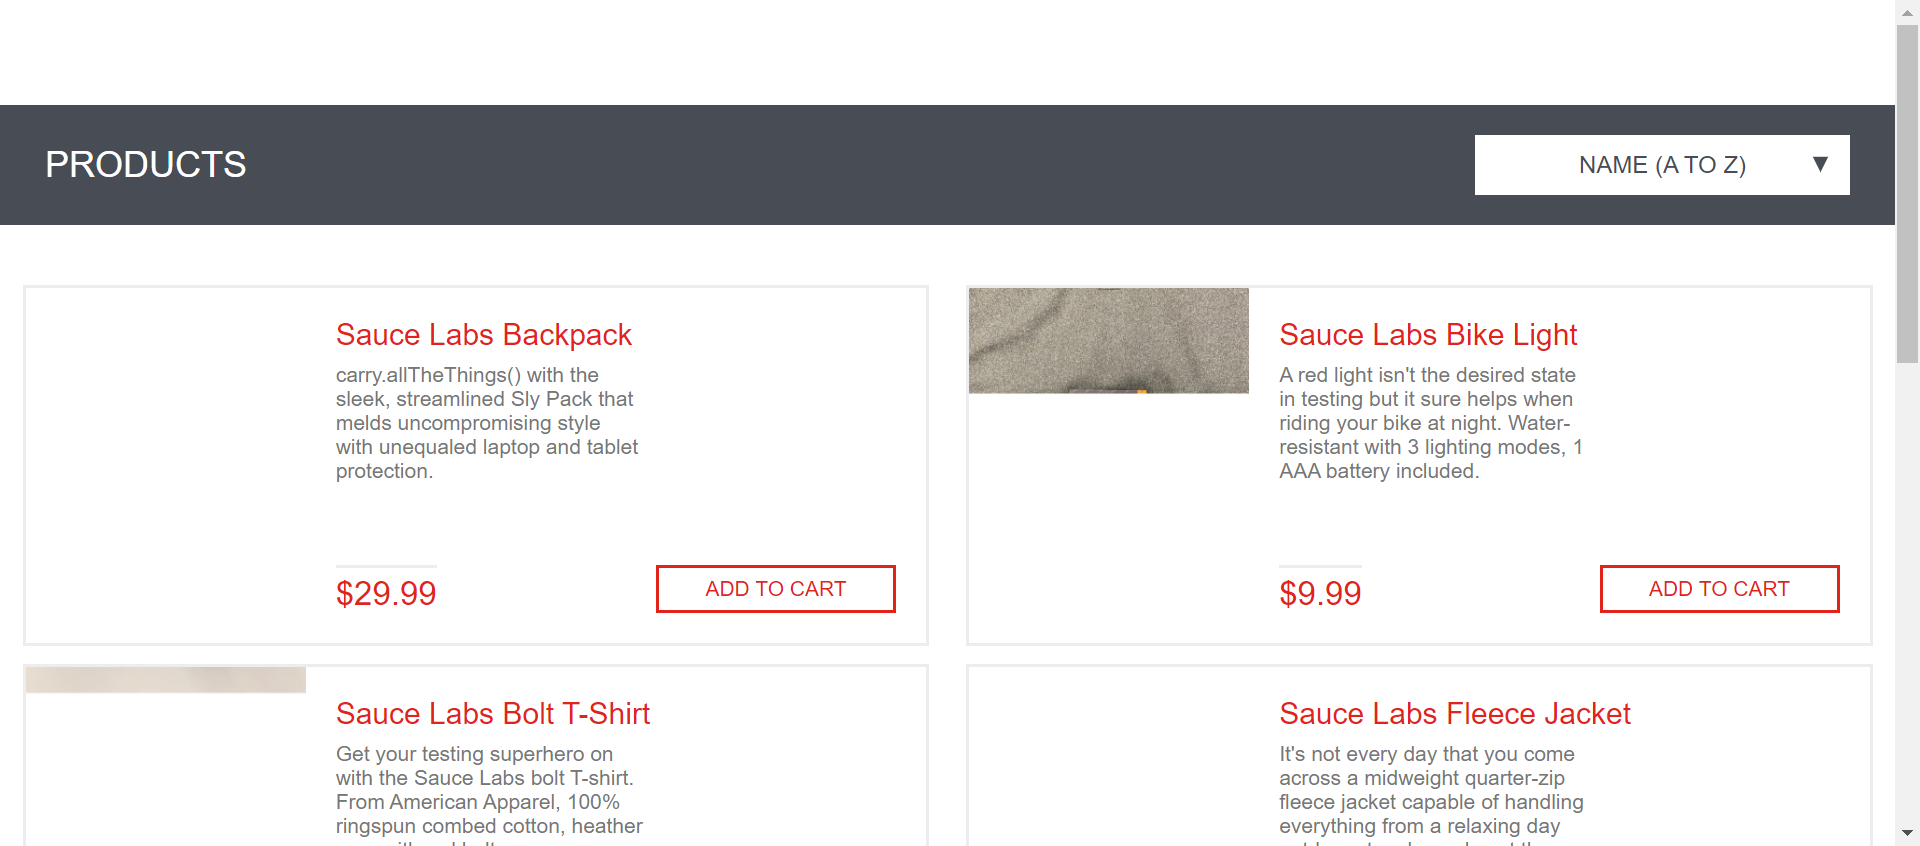 PRODUCTS
NAME (A TO Z)
Sauce Labs Backpack
carry.allTheThings() with the
sleek, streamlined Sly Pack that
melds uncompromising style
with unequaled laptop and tablet
protection.
$29.99
ADD TO CART
Sauce Labs Bike Light
A red light isn't the desired state
in testing but it sure helps when
riding your bike at night. Water-
resistant with 3 lighting modes, 1
AAA battery included.
$9.99
ADD TO CART
Sauce Labs Bolt T-Shirt
Get your testing superhero on
with the Sauce Labs bolt T-shirt.
From American Apparel, 100%
ringspun combed cotton, heather
Sauce Labs Fleece Jacket
It's not every day that you come
across a midweight quarter-zip
fleece jacket capable of handling
everything from a relaxing day